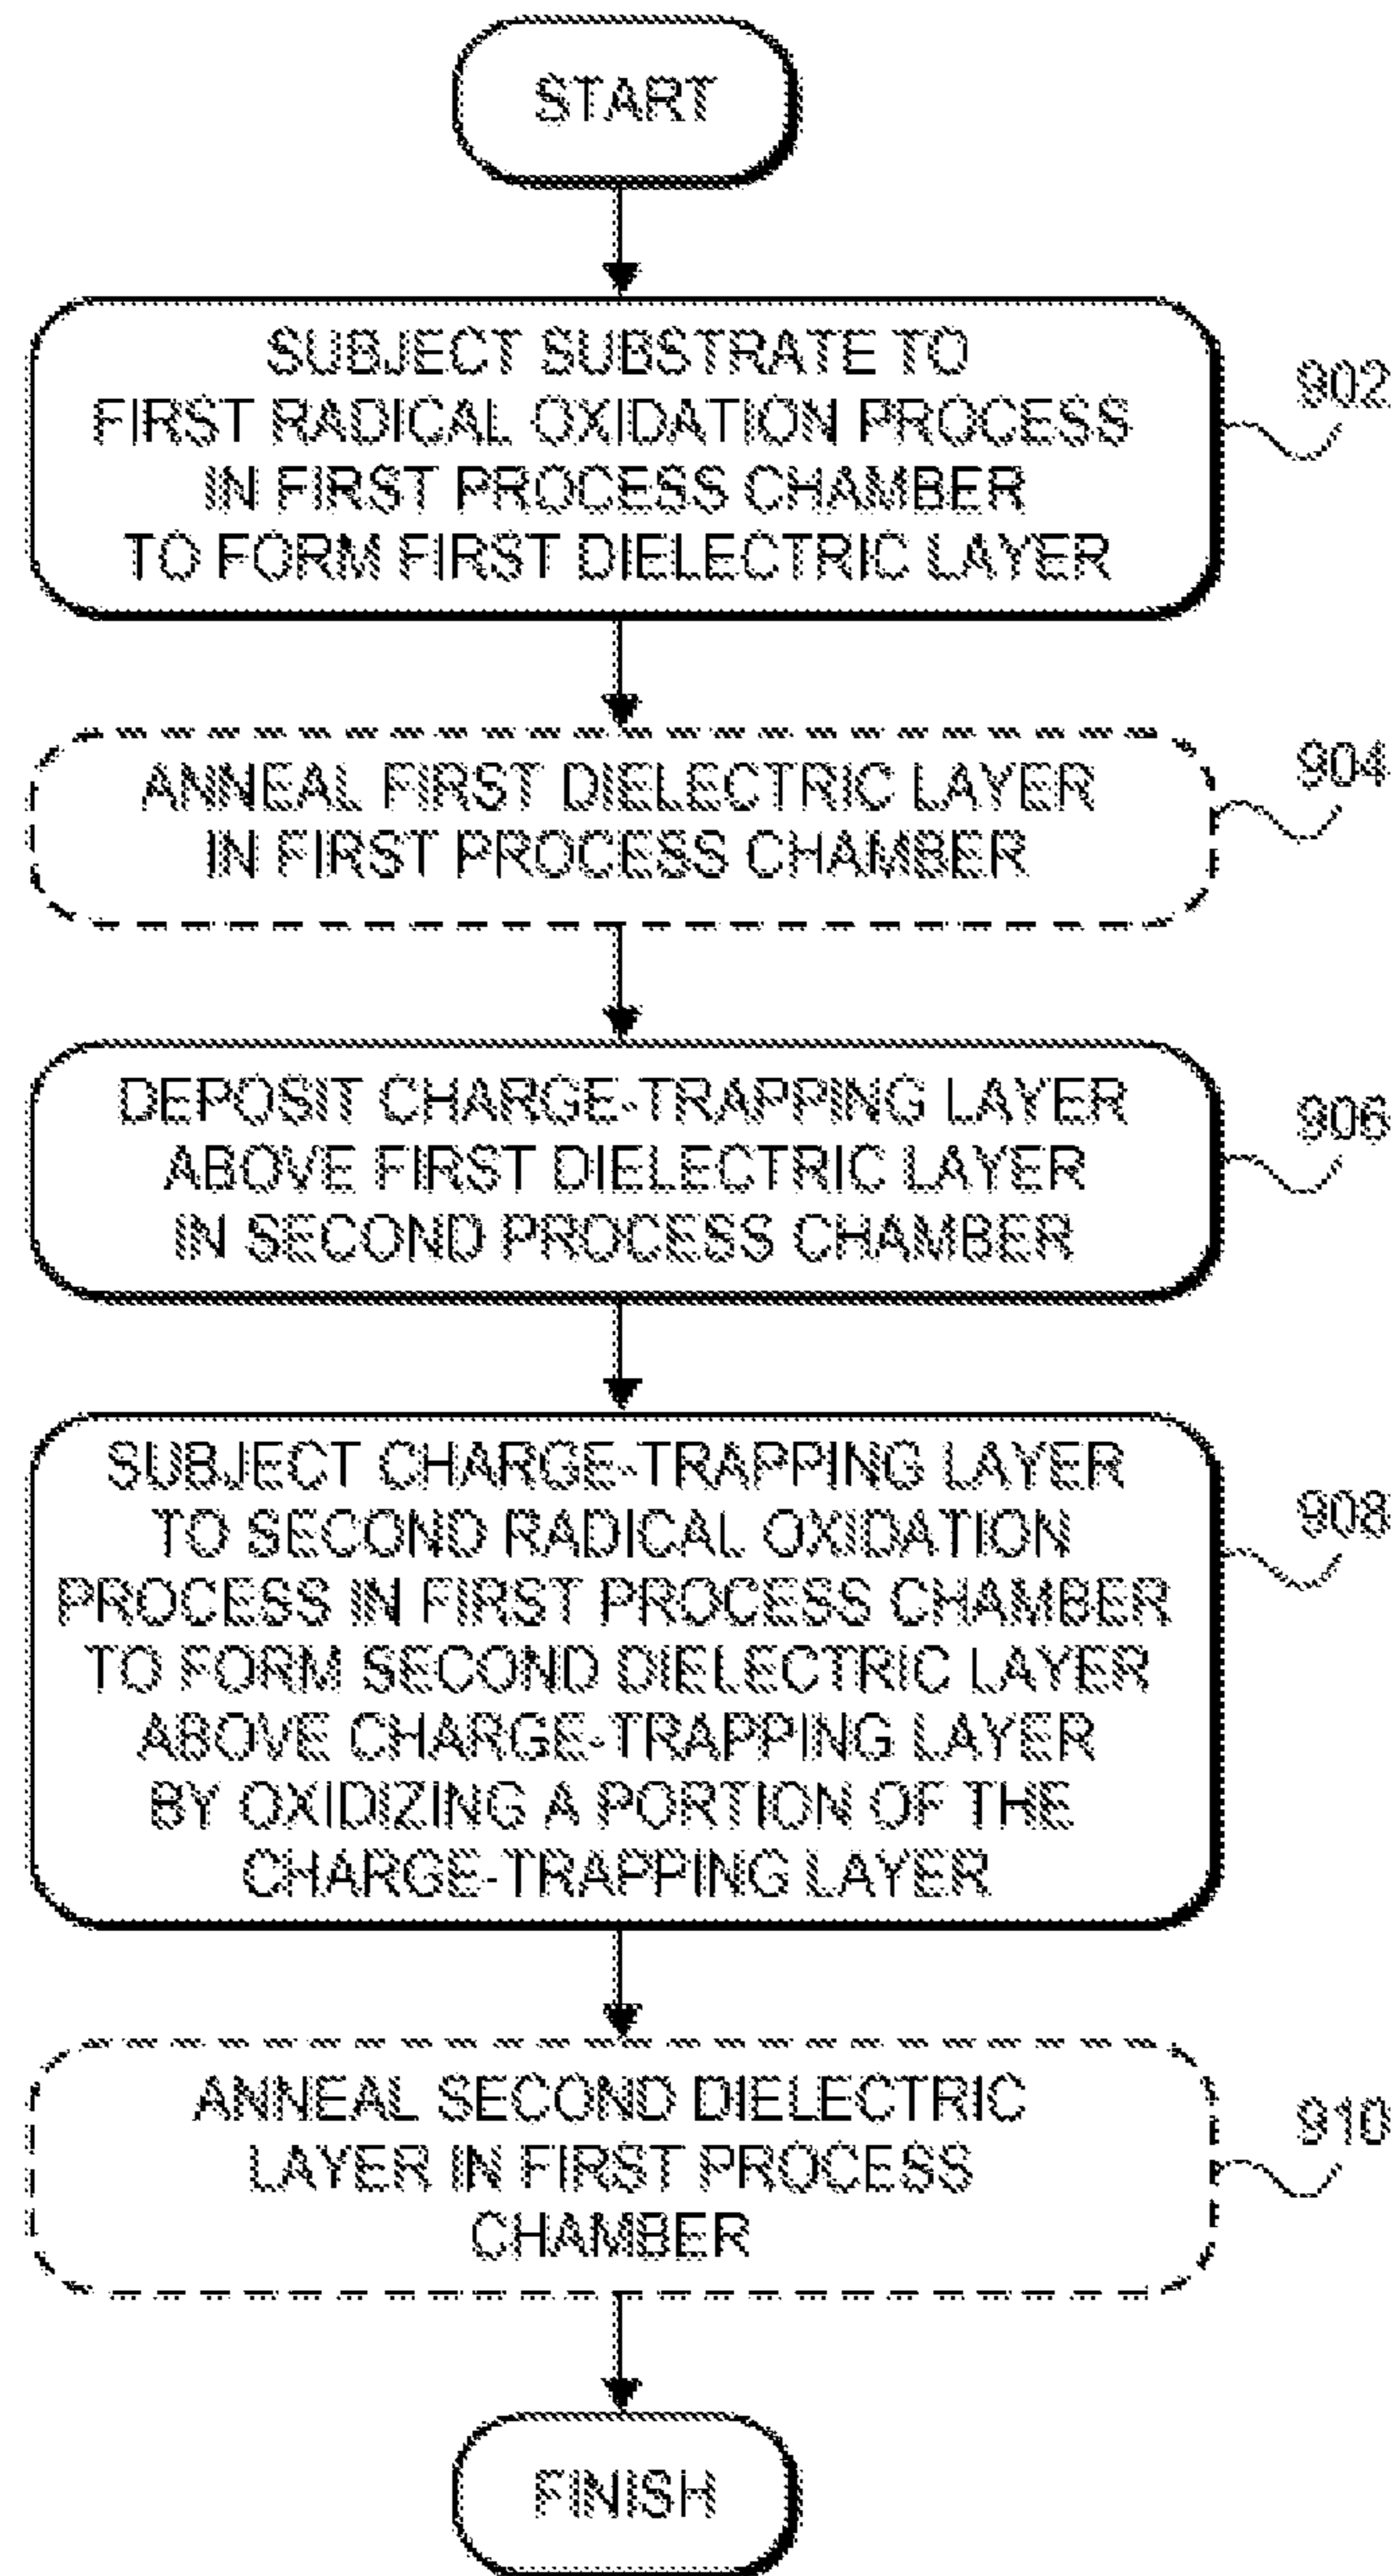 START
SUBJECT SUBSTRATE TO
FIRST RADICAL OXIDATION PROCESS
IN FIRST PROCESS CHAMBER
TO FORM FIRST DIELECTRIC LAYER
902
ANNEAL FIRST DIELECTRIC LAYER
IN FIRST PROCESS CHAMBER
904
DEPOSIT CHARGE-TRAPPING LAYER
ABOVE FIRST DIELECTRIC LAYER
IN SECOND PROCESS CHAMBER
906
SUBJECT CHARGE-TRAPPING LAYER
TO SECOND RADICAL OXIDATION
PROCESS IN FIRST PROCESS CHAMBER
TO FORM SECOND DIELECTRIC LAYER
ABOVE CHARGE-TRAPPING LAYER
BY OXIDIZING A PORTION OF THE
CHARGE-TRAPPING LAYER
908
ANNEAL SECOND DIELECTRIC
LAYER IN FIRST PROCESS
CHAMBER
910
FINISH